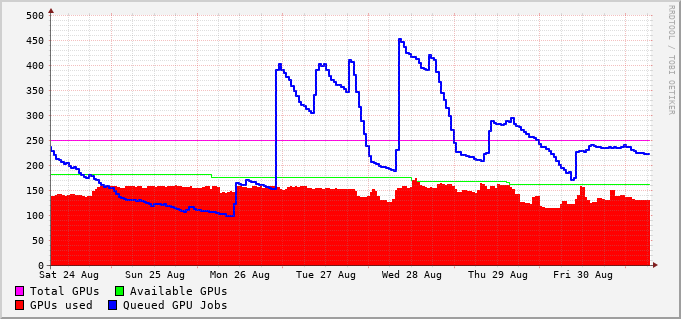 500
450
400
350
300
250
200
150
100
50
0
Sat 24 Aug Sun 25 Aug Mon 26 Aug Tue 27 Aug Wed 28 Aug Thu 29 Aug Fri 30 Aug
Total GPUs Available GPUs
GPUs used Queued GPU Jobs
RRDTOOL / TOBI OETIKER